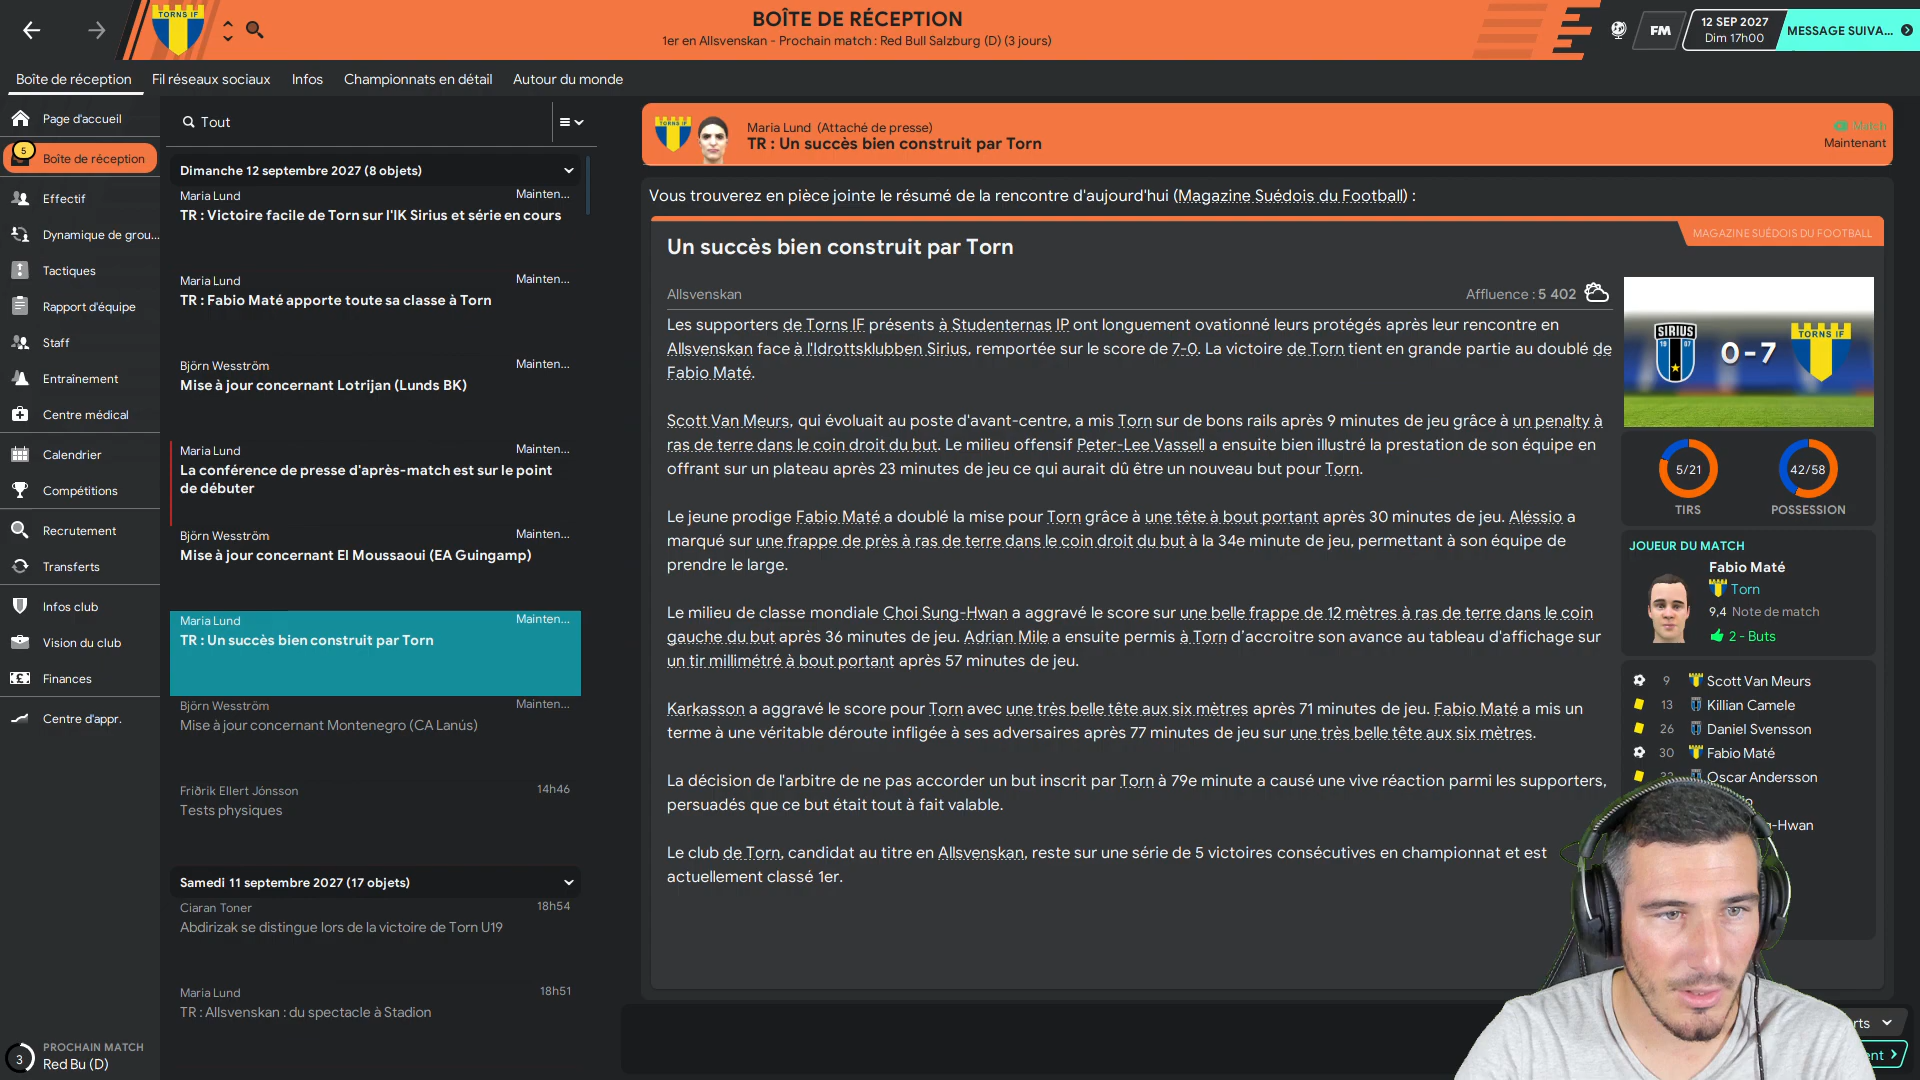 TORNS IF
BOÎTE DE RÉCEPTION
1er en Allsvenskan - Prochain match : Red Bull Salzburg (D) (3 jours)
FM
12 SEP 2027
Dim 17h00
MESSAGE SUIVA...
Boîte de réception
Fil réseaux sociaux
Infos
Championnats en détail
Autour du monde
Page d'accueil
5
Boîte de réception
Effectif
Dynamique de grou...
Tactiques
Rapport d'équipe
Staff
Entraînement
Centre médical
Calendrier
Compétitions
Recrutement
Transferts
Infos club
Vision du club
Finances
Centre d'appr.
3
PROCHAIN MATCH
Red Bu (D)
Tout
Dimanche 12 septembre 2027 (8 objets)
Maria Lund
Mainten...
TR : Victoire facile de Torn sur l'IK Sirius et série en cours
Maria Lund
Mainten...
TR : Fabio Maté apporte toute sa classe à Torn
Björn Wesström
Mainten...
Mise à jour concernant Lotrijan (Lunds BK)
Maria Lund
Mainten...
La conférence de presse d'après-match est sur le point
de débuter
Björn Wesström
Mainten...
Mise à jour concernant El Moussaoui (EA Guingamp)
Maria Lund
Mainten...
TR : Un succès bien construit par Torn
Björn Wesström
Mainten...
Mise à jour concernant Montenegro (CA Lanús)
Friðrik Ellert Jónsson
14h46
Tests physiques
Samedi 11 septembre 2027 (17 objets)
Ciaran Toner
18h54
Abdirizak se distingue lors de la victoire de Torn U19
Maria Lund
18h51
TR : Allsvenskan : du spectacle à Stadion
TORNS IF
Maria Lund (Attaché de presse)
TR : Un succès bien construit par Torn
Match
Maintenant
Vous trouverez en pièce jointe le résumé de la rencontre d'aujourd'hui (Magazine Suédois du Football) :
MAGAZINE SUÉDOIS DU FOOTBALL
Un succès bien construit par Torn
Allsvenskan
Affluence : 5 402
Les supporters de Torns IF présents à Studenternas IP ont longuement ovationné leurs protégés après leur rencontre en
Allsvenskan face à l'Idrottsklubben Sirius, remportée sur le score de 7-0. La victoire de Torn tient en grande partie au doublé de
Fabio Maté.
Scott Van Meurs, qui évoluait au poste d'avant-centre, a mis Torn sur de bons rails après 9 minutes de jeu grâce à un penalty à
ras de terre dans le coin droit du but. Le milieu offensif Peter-Lee Vassell a ensuite bien illustré la prestation de son équipe en
offrant sur un plateau après 23 minutes de jeu ce qui aurait dû être un nouveau but pour Torn.
Le jeune prodige Fabio Maté a doublé la mise pour Torn grâce à une tête à bout portant après 30 minutes de jeu. Aléssio a
marqué sur une frappe de près à ras de terre dans le coin droit du but à la 34e minute de jeu, permettant à son équipe de
prendre le large.
Le milieu de classe mondiale Choi Sung-Hwan a aggravé le score sur une belle frappe de 12 mètres à ras de terre dans le coin
gauche du but après 36 minutes de jeu. Adrian Mile a ensuite permis à Torn d'accroitre son avance au tableau d'affichage sur
un tir millimétré à bout portant après 57 minutes de jeu.
Karkasson a aggravé le score pour Torn avec une très belle tête aux six mètres après 71 minutes de jeu. Fabio Maté a mis un
terme à une véritable déroute infligée à ses adversaires après 77 minutes de jeu sur une très belle tête aux six mètres.
La décision de l'arbitre de ne pas accorder un but inscrit par Torn à 79e minute a causé une vive réaction parmi les supporters,
persuadés que ce but était tout à fait valable.
Le club de Torn, candidat au titre en Allsvenskan, reste sur une série de 5 victoires consécutives en championnat et est
actuellement classé 1er.
SIRIUS
19 07
0 - 7
TORNS IF
5/21
TIRS
42/58
POSSESSION
JOUEUR DU MATCH
Fabio Maté
Torn
9,4 Note de match
2 - Buts
9 Scott Van Meurs
13 Killian Camele
26 Daniel Svensson
30 Fabio Maté
Oscar Andersson
g-Hwan
rts
ent